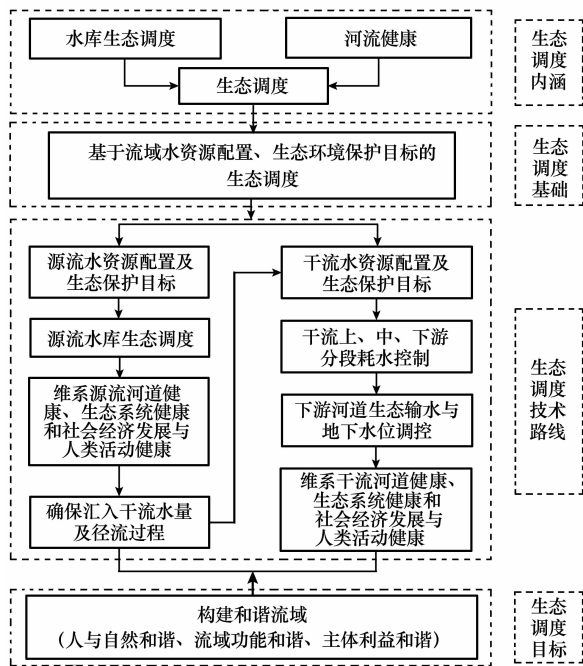 水库生态调度
河流健康
生态调度
生态
调度
内涵
基于流域水资源配置、生态环境保护目标的
生态调度
生态
调度
基础
源流水资源配置及
生态保护目标
源流水库生态调度
维系源流河道健
康、生态系统健康
和社会经济发展与
人类活动健康
确保汇入干流水量
及径流过程
干流水资源配置及
生态保护目标
干流上、中、下游
分段耗水控制
下游河道生态输水与
地下水位调控
维系干流河道健康、
生态系统健康和
社会经济发展与
人类活动健康
生态
调度
技术
路线
构建和谐流域
(人与自然和谐、流域功能和谐、主体利益和谐)
生态
调度
目标